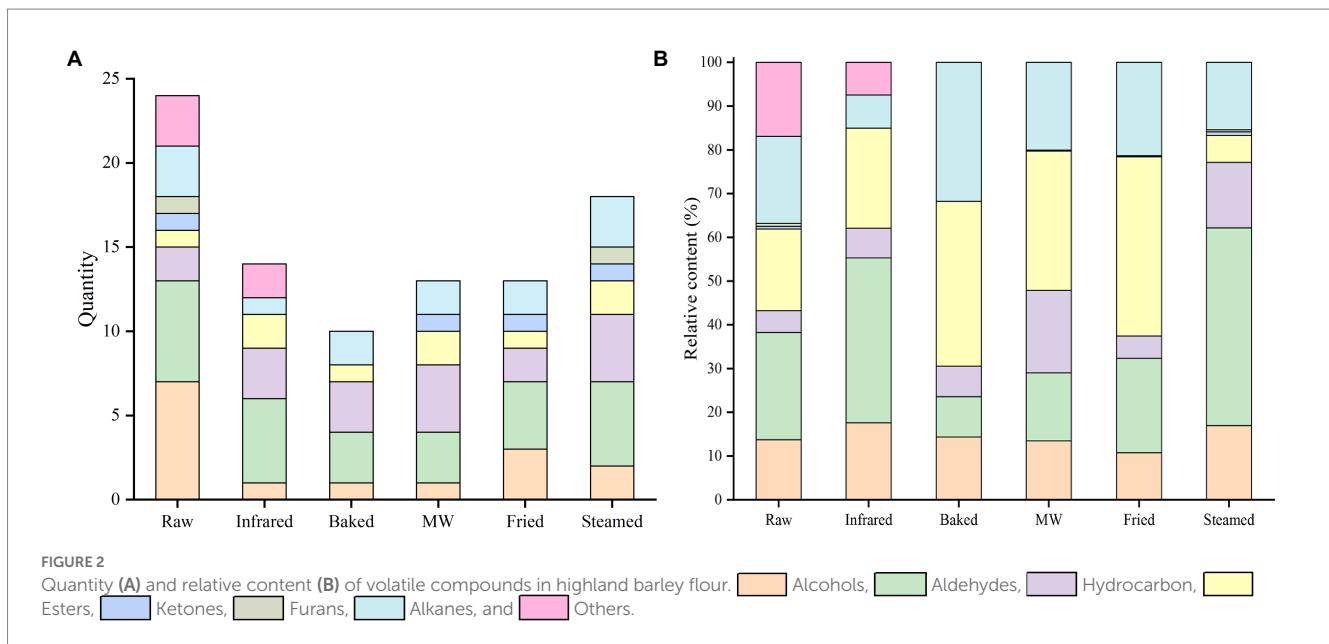 A
B
Quantity
25
20
15
10
5
0
Raw Infrared Baked MW Fried Steamed
Relative content (%)
100
90
80
70
60
50
40
30
20
10
0
Raw Infrared Baked MW Fried Steamed
FIGURE 2
Quantity (A) and relative content (B) of volatile compounds in highland barley flour. Alcohols, Aldehydes, Hydrocarbon,
Esters, Ketones, Furans, Alkanes, and Others.